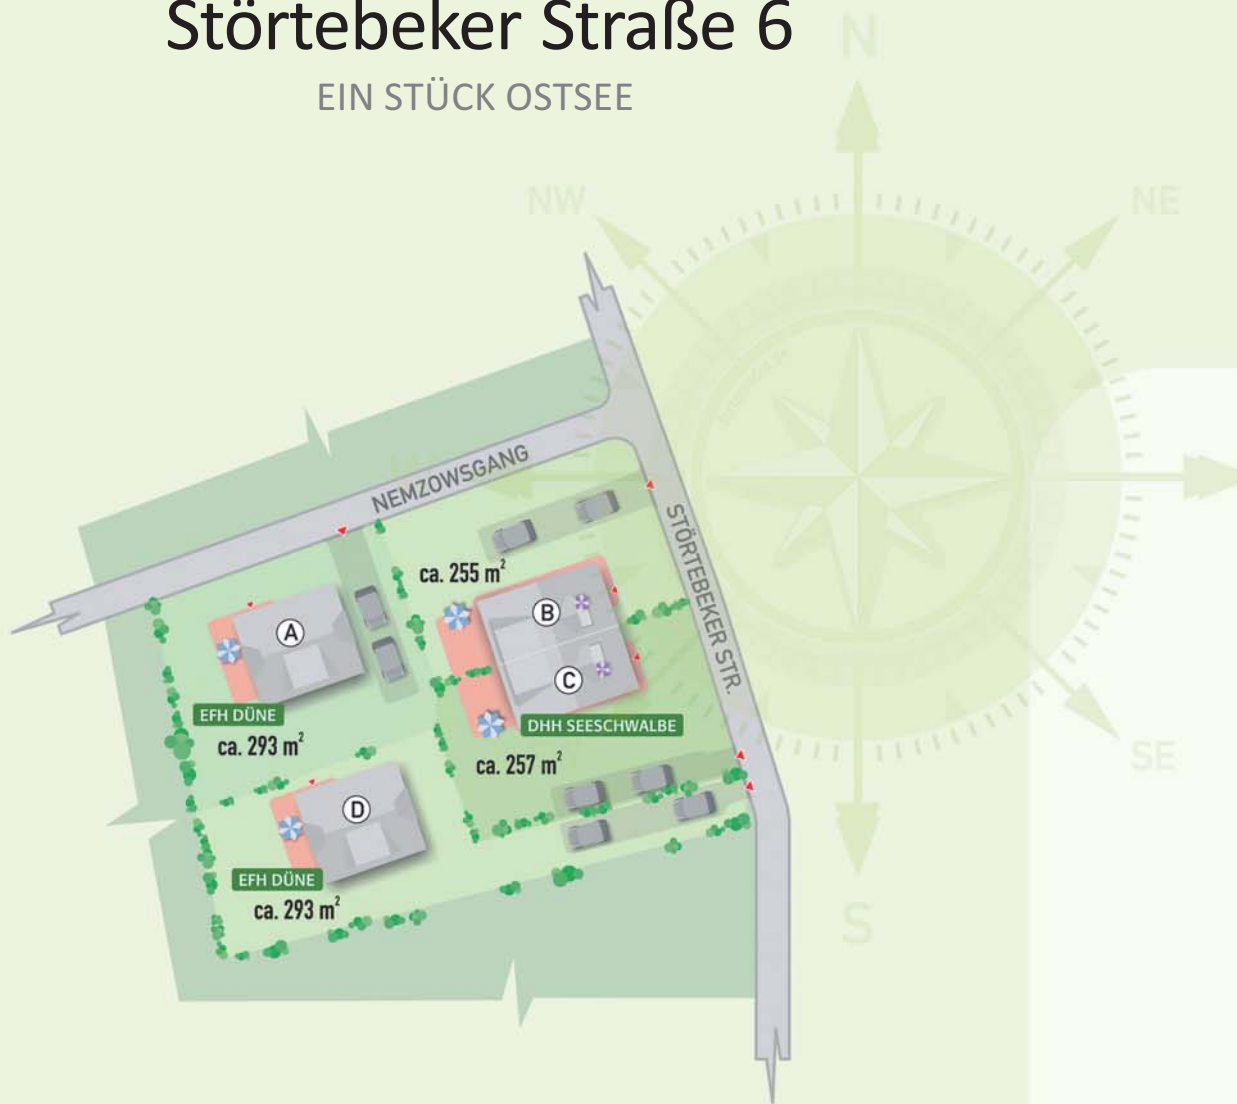 Störtebeker Straße 6
EIN STÜCK OSTSEE
N
NW
NE
NEMZOWSGANG
STÖRTEBEKER STR.
ca. 255 m²
B
A
C
EFH DÜNE
ca. 293 m²
DHH SEESCHWALBE
ca. 257 m²
SE
D
EFH DÜNE
ca. 293 m²
S